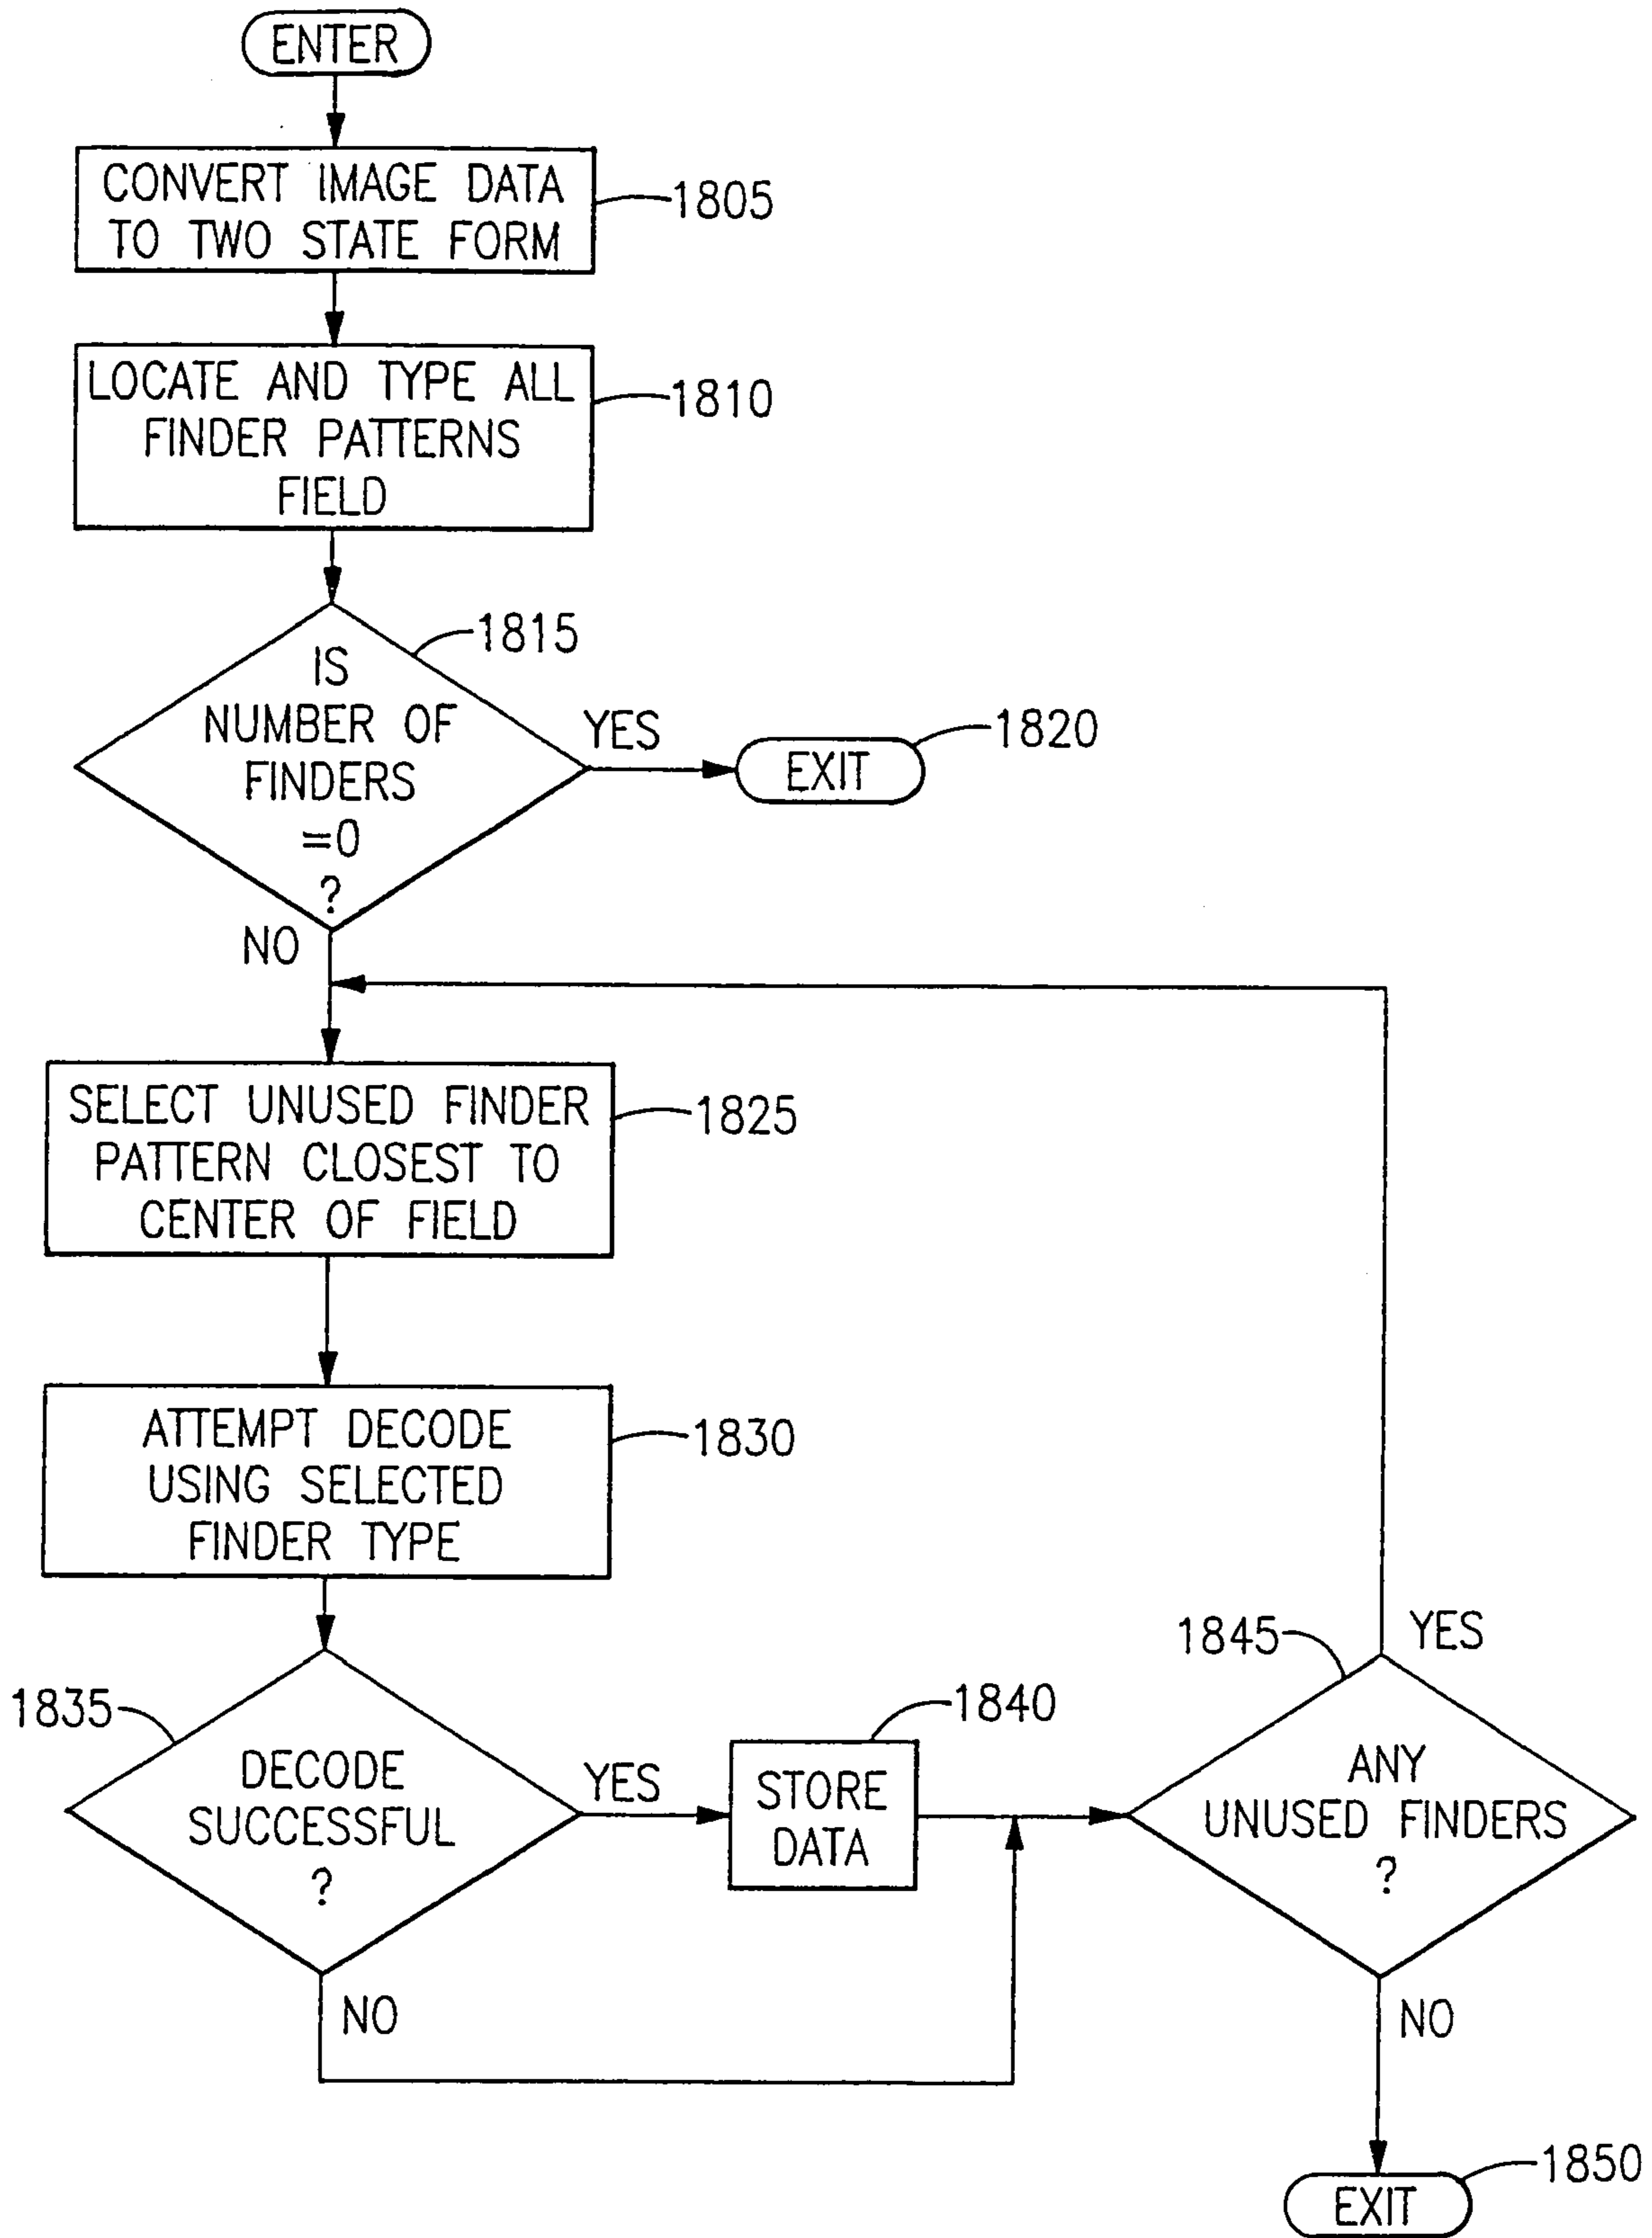 ENTER
CONVERT IMAGE DATA
TO TWO STATE FORM
1805
LOCATE AND TYPE ALL
FINDER PATTERNS
FIELD
1810
IS
NUMBER OF
FINDERS
=0
?
1815
YES
EXIT
1820
NO
SELECT UNUSED FINDER
PATTERN CLOSEST TO
CENTER OF FIELD
1825
ATTEMPT DECODE
USING SELECTED
FINDER TYPE
1830
1835
DECODE
SUCCESSFUL
?
YES
NO
STORE
DATA
1840
1845
YES
ANY
UNUSED FINDERS
?
NO
EXIT
1850